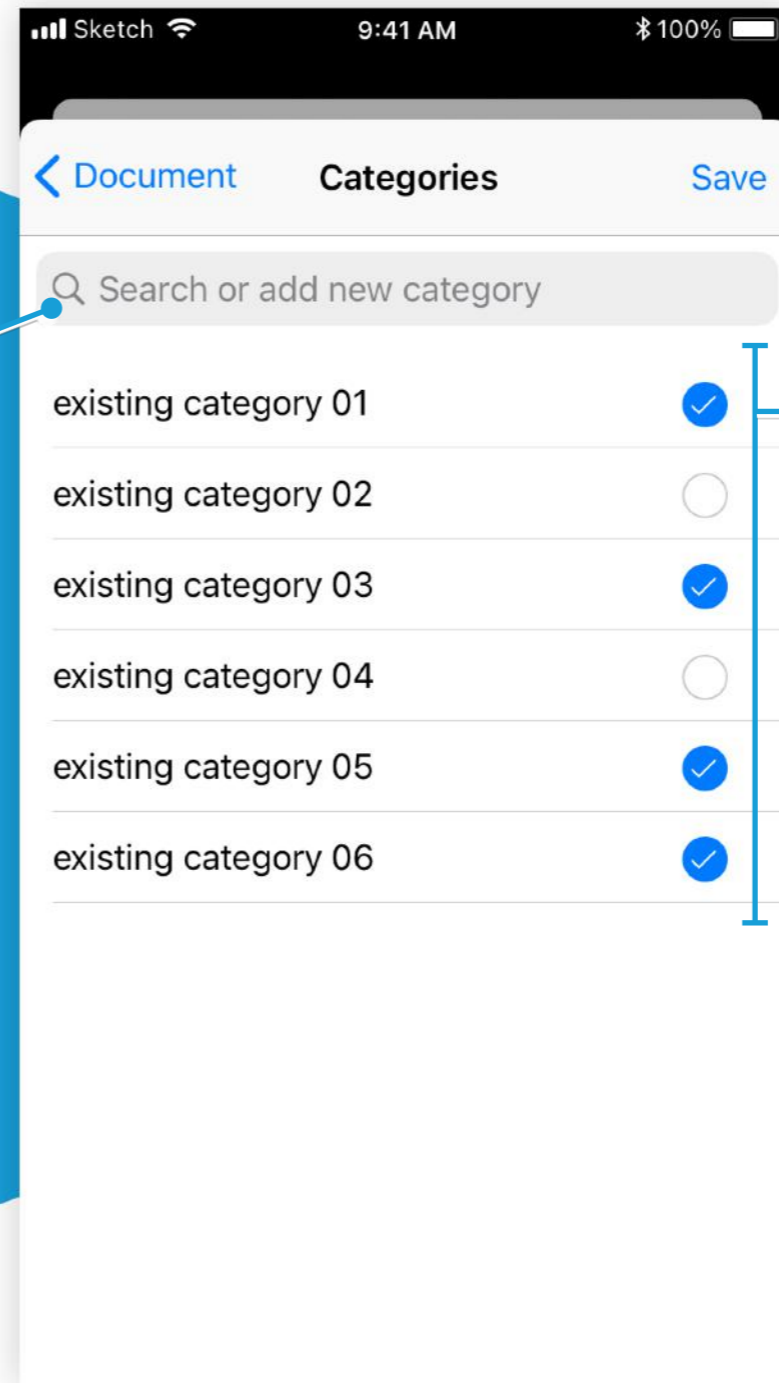 Sketch 9:41 AM 100%
Document Categories Save
Search or add new category
existing category 01
existing category 02
existing category 03
existing category 04
existing category 05
existing category 06